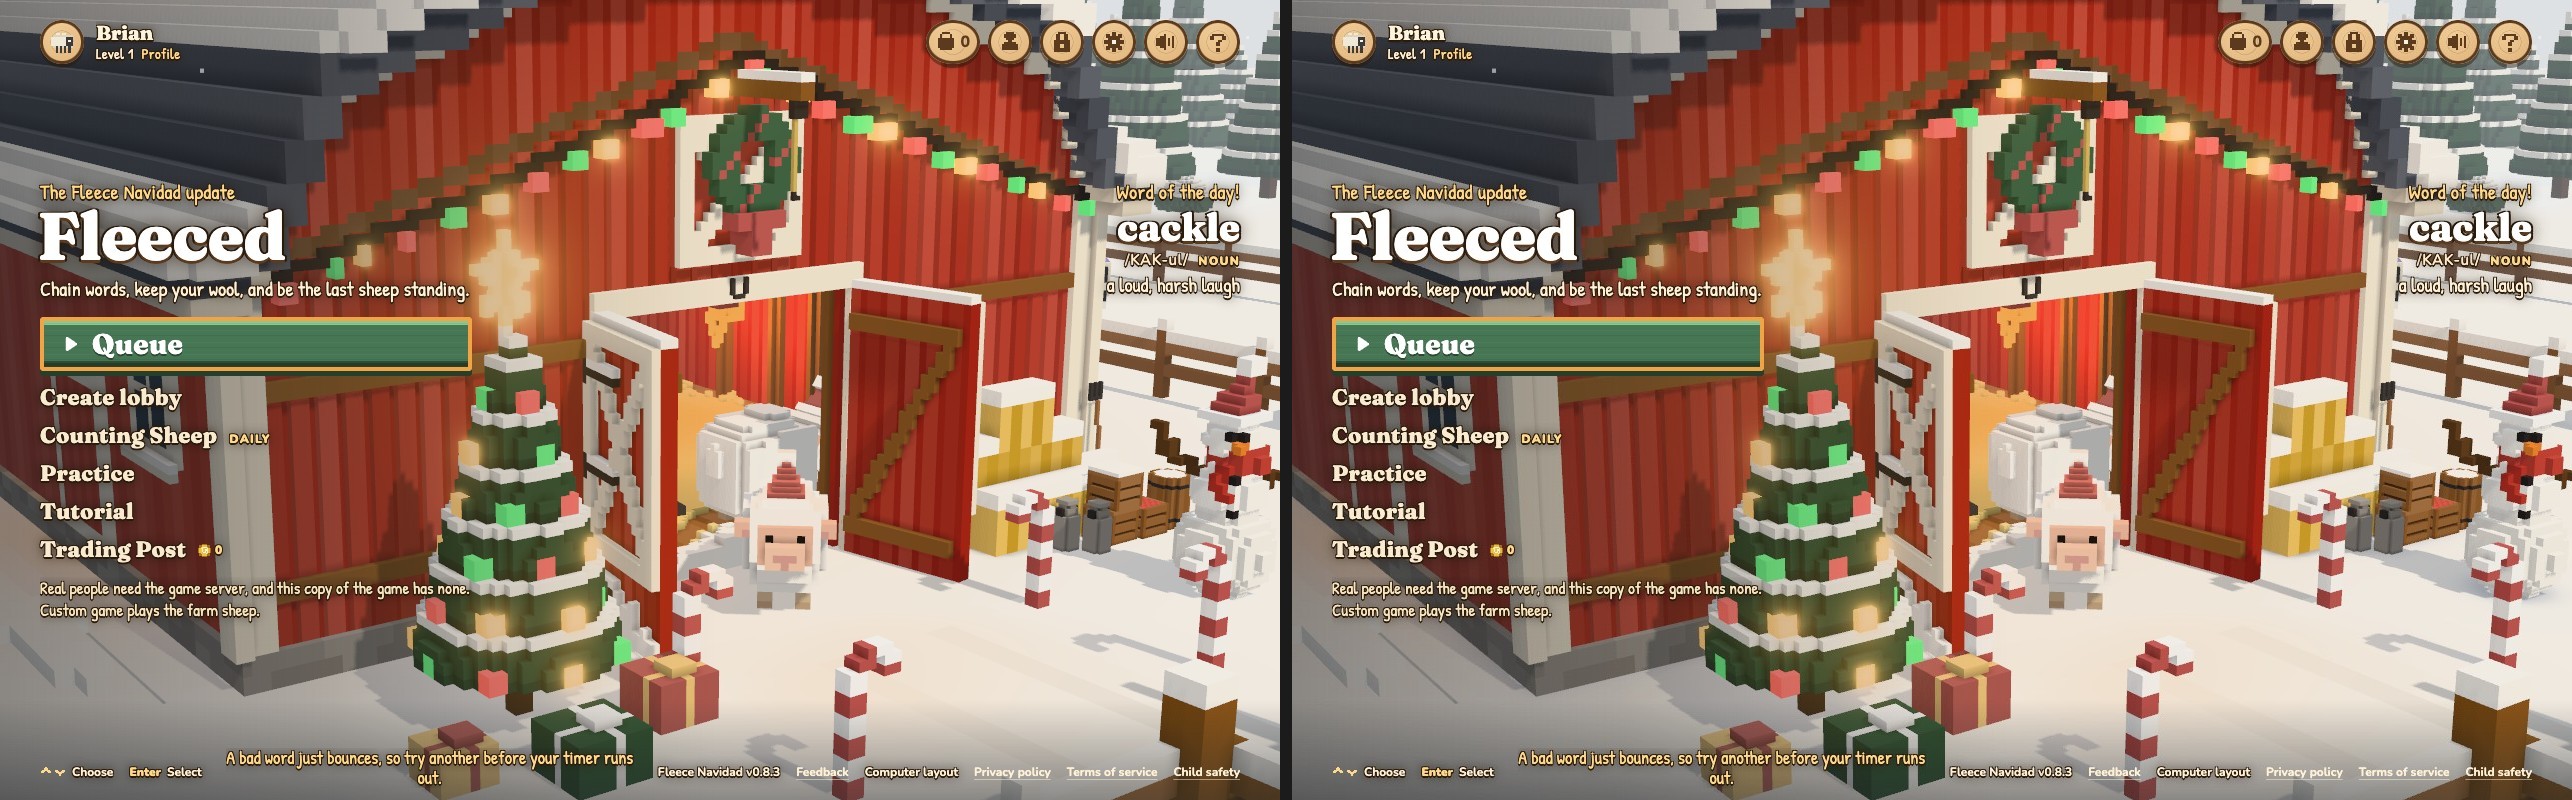 Brian
Level 1 Profile
0
The Fleece Navidad update
Fleeced
Chain words, keep your wool, and be the last sheep standing.
Queue
Create lobby
Counting Sheep DAILY
Practice
Tutorial
Trading Post 0
Real people need the game server, and this copy of the game has none.
Custom game plays the farm sheep.
Word of the day!
cackle
/KAK-ul/ NOUN
a loud, harsh laugh
Choose Enter Select
A bad word just bounces, so try another before your timer runs
out.
Fleece Navidad v0.8.3 Feedback Computer layout Privacy policy Terms of service Child safety
Brian
Level 1 Profile
0
The Fleece Navidad update
Fleeced
Chain words, keep your wool, and be the last sheep standing.
Queue
Create lobby
Counting Sheep DAILY
Practice
Tutorial
Trading Post 0
Real people need the game server, and this copy of the game has none.
Custom game plays the farm sheep.
Word of the day!
cackle
/KAK-ul/ NOUN
a loud, harsh laugh
Choose Enter Select
A bad word just bounces, so try another before your timer runs
out.
Fleece Navidad v0.8.3 Feedback Computer layout Privacy policy Terms of service Child safety